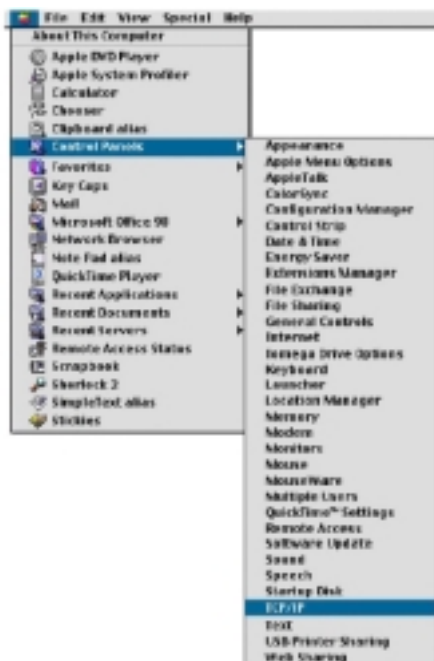 File Edit View Special Help
About This Computer
Apple DVD Player
Apple System Profiler
Calculator
Chooser
Clipboard alias
Control Panels
Favorites
Key Caps
Mail
Microsoft Office 98
Network Browser
Note Pad alias
QuickTime Player
Recent Applications
Recent Documents
Recent Servers
Remote Access Status
Scrapbook
Sherlock 2
SimpleText alias
Stickies
Appearance
Apple Menu Options
AppleTalk
ColorSync
Configuration Manager
Control Strip
Date & Time
Energy Saver
Extensions Manager
File Exchange
File Sharing
General Controls
Internet
Iomega Drive Options
Keyboard
Launcher
Location Manager
Memory
Modem
Monitors
Mouse
MouseWare
Multiple Users
QuickTime™ Settings
Remote Access
Software Update
Sound
Speech
Startup Disk
TCP/IP
Text
USB Printer Sharing
Web Sharing